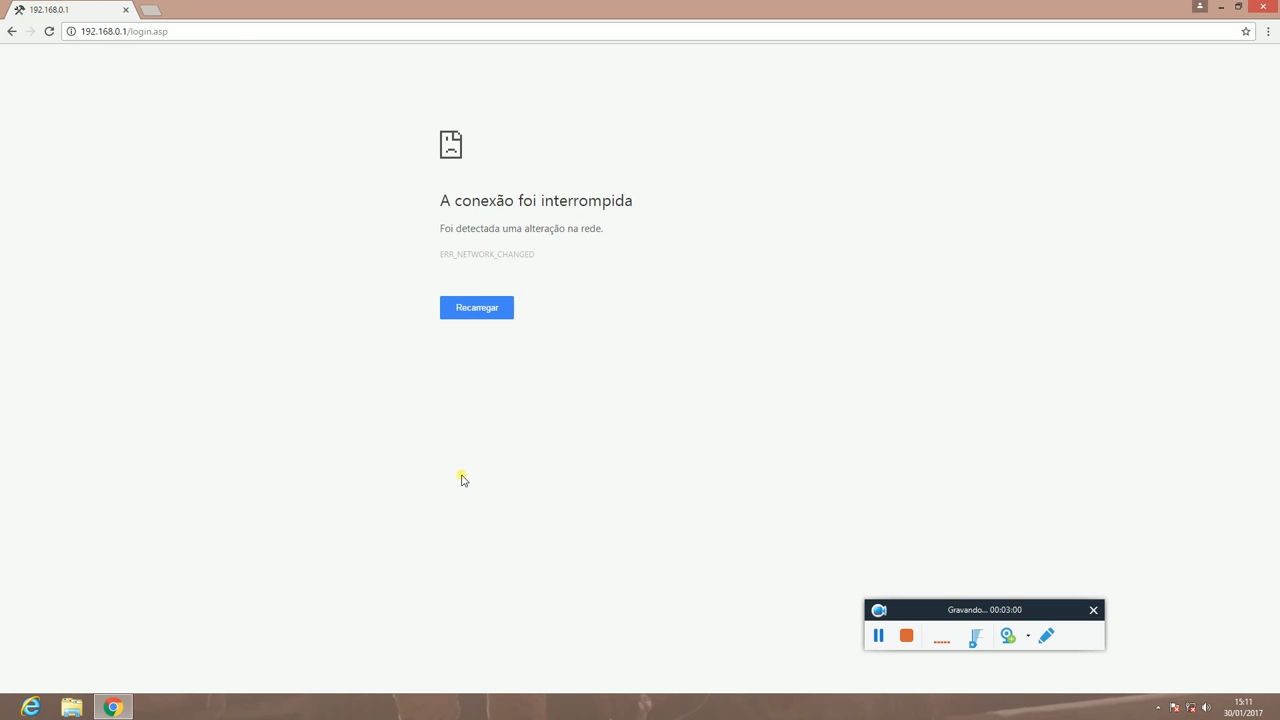 192.168.0.1
192.168.0.1/login.asp
A conexão foi interrompida
Foi detectada uma alteração na rede.
ERR_NETWORK_CHANGED
Recarregar
Gravando... 00:03:00
15:11
30/01/2017